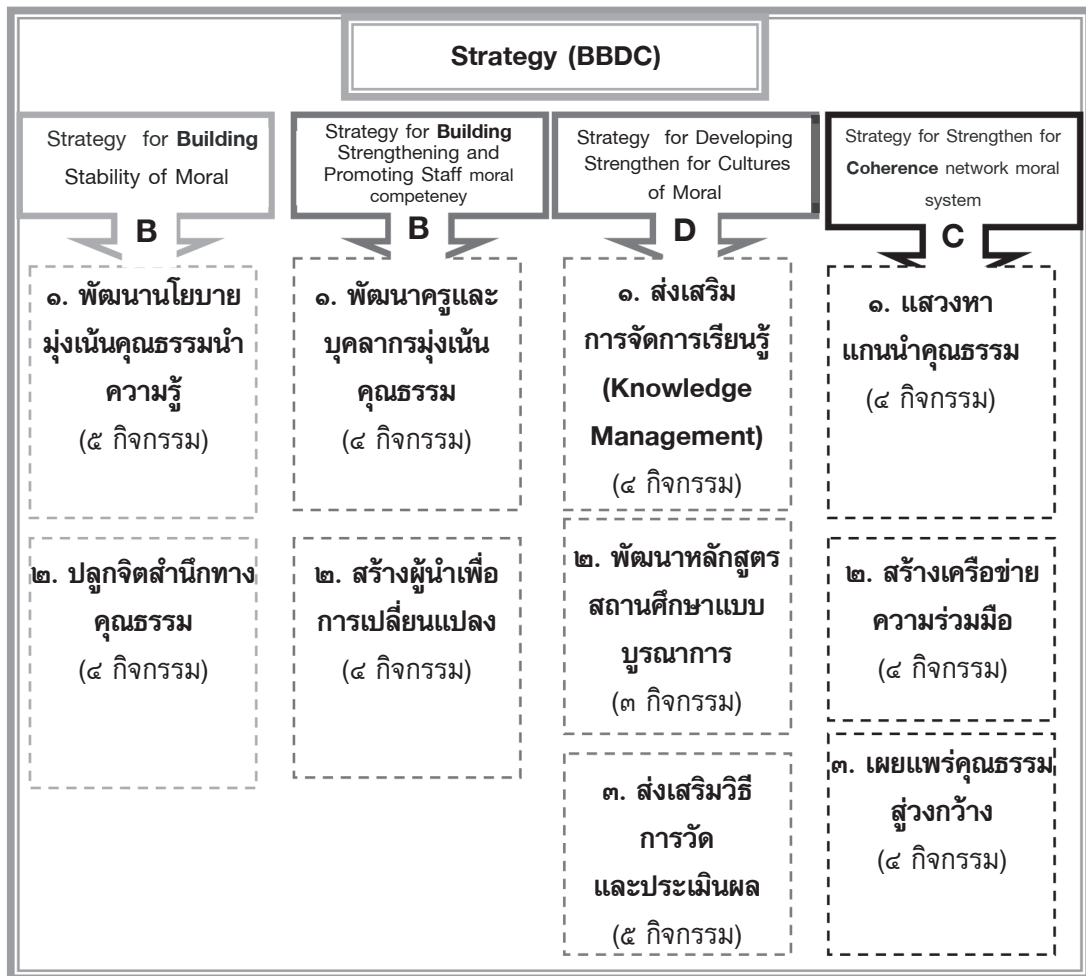 Strategy (BBDC)
Strategy for Building
Stability of Moral
B
๑. พัฒนานโยบาย
มุ่งเน้นคุณธรรมนำ
ความรู้
(๕ กิจกรรม)
๒. ปลูกจิตสำนึกทาง
คุณธรรม
(๔ กิจกรรม)
Strategy for Building
Strengthening and
Promoting Staff moral
competeney
B
๑. พัฒนาครูและ
บุคลากรมุ่งเน้น
คุณธรรม
(๔ กิจกรรม)
๒. สร้างผู้นำเพื่อ
การเปลี่ยนแปลง
(๔ กิจกรรม)
Strategy for Developing
Strengthen for Cultures
of Moral
D
๑. ส่งเสริม
การจัดการเรียนรู้
(Knowledge
Management)
(๔ กิจกรรม)
๒. พัฒนาหลักสูตร
สถานศึกษาแบบ
บูรณาการ
(๓ กิจกรรม)
๓. ส่งเสริมวิธี
การวัด
และประเมินผล
(๕ กิจกรรม)
Strategy for Strengthen for
Coherence network moral
system
C
๑. แสวงหา
แกนนำคุณธรรม
(๔ กิจกรรม)
๒. สร้างเครือข่าย
ความร่วมมือ
(๔ กิจกรรม)
๓. เผยแพร่คุณธรรม
สู่วงกว้าง
(๔ กิจกรรม)